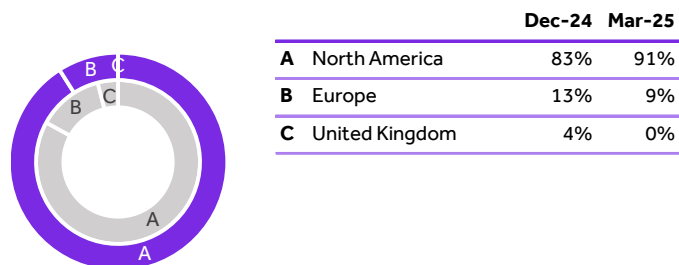 Dec-24 Mar-25
A North America 83% 91%
B Europe 13% 9%
C United Kingdom 4% 0%
B C
B C
A
A